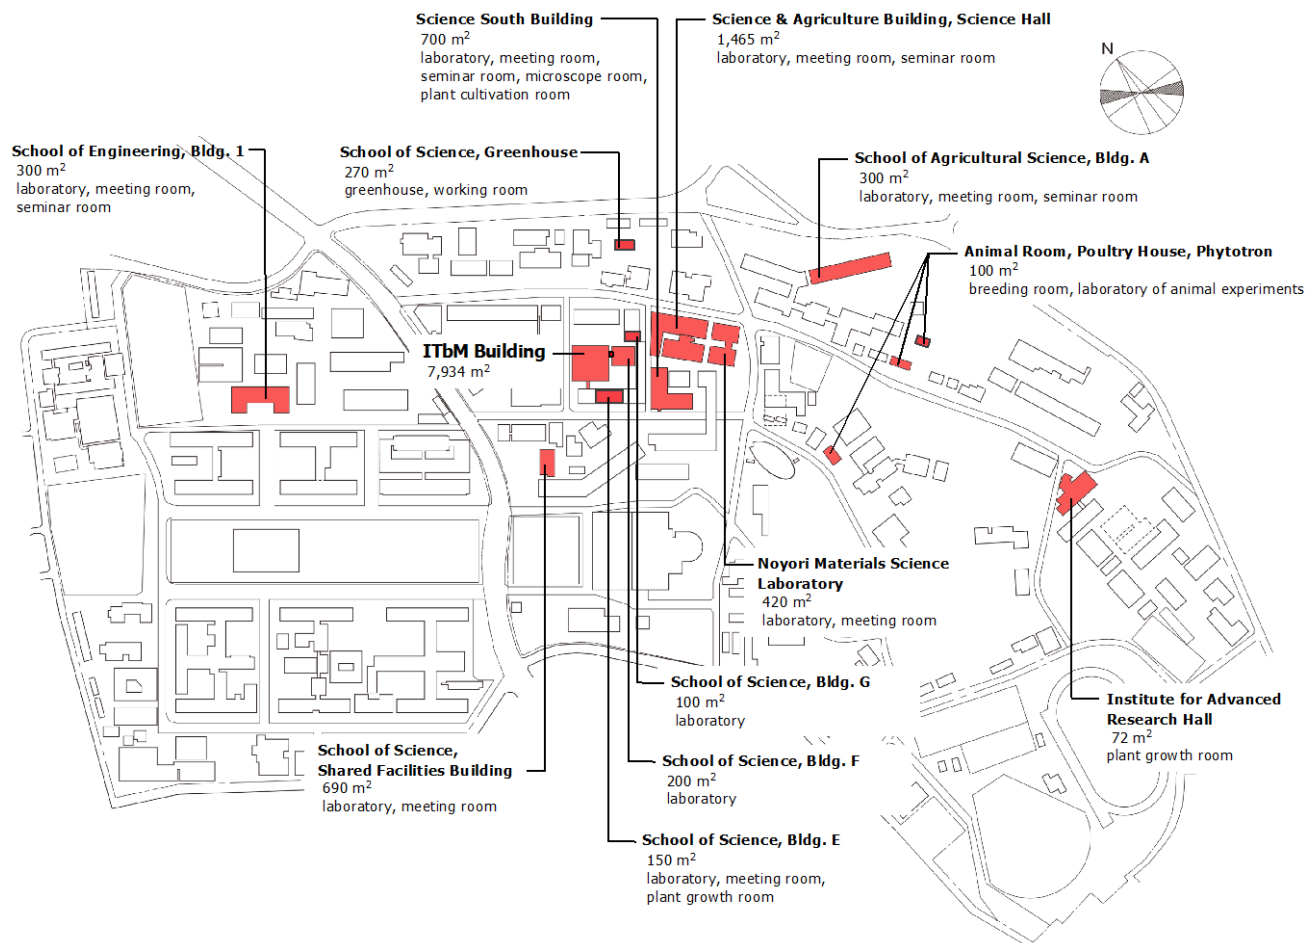 Science South Building
700 m²
laboratory, meeting room,
seminar room, microscope room,
plant cultivation room
Science & Agriculture Building, Science Hall
1,465 m²
laboratory, meeting room, seminar room
N
School of Engineering, Bldg. 1
300 m²
laboratory, meeting room,
seminar room
School of Science, Greenhouse
270 m²
greenhouse, working room
School of Agricultural Science, Bldg. A
300 m²
laboratory, meeting room, seminar room
Animal Room, Poultry House, Phytotron
100 m²
breeding room, laboratory of animal experiments
ITbM Building
7,934 m²
Noyori Materials Science
Laboratory
420 m²
laboratory, meeting room
School of Science, Bldg. G
100 m²
laboratory
Institute for Advanced
Research Hall
72 m²
plant growth room
School of Science,
Shared Facilities Building
690 m²
laboratory, meeting room
School of Science, Bldg. F
200 m²
laboratory
School of Science, Bldg. E
150 m²
laboratory, meeting room,
plant growth room